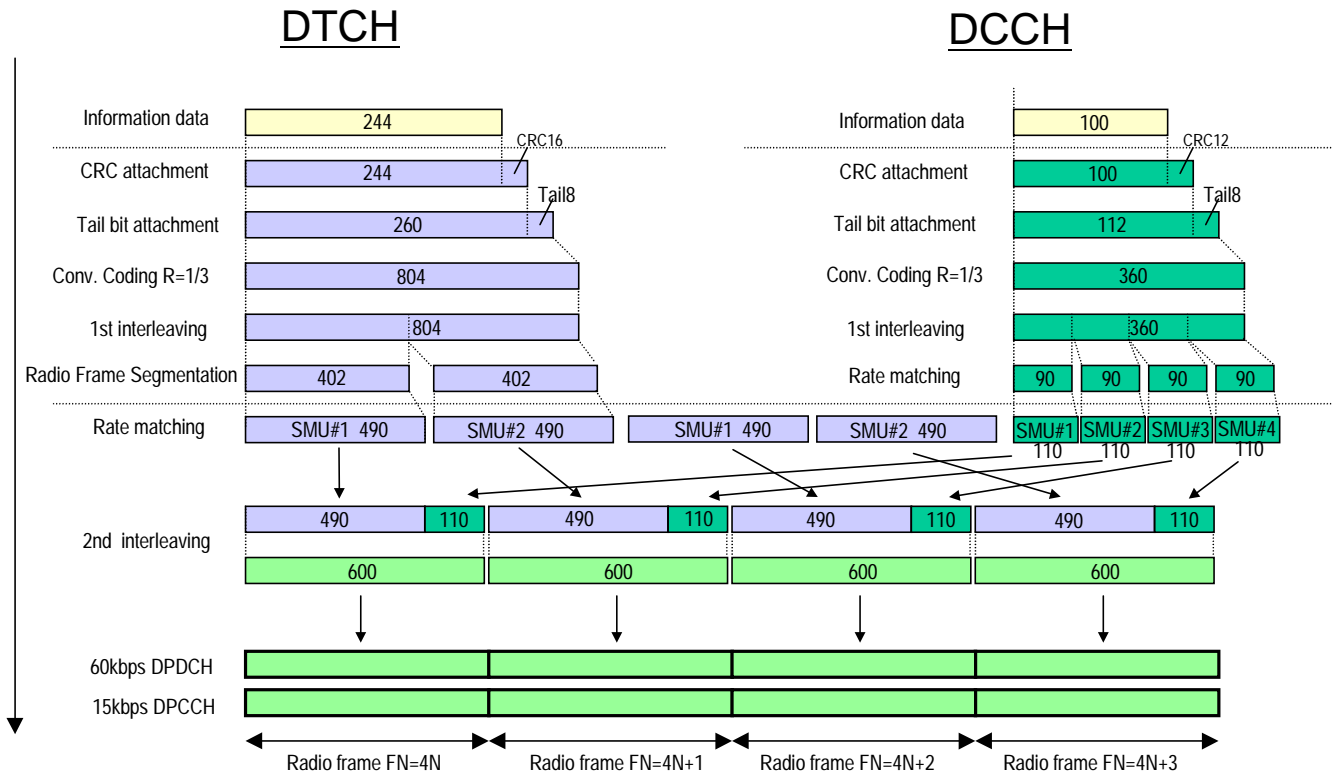 DTCH DCCH
Information data 244 Information data 100
CRC16 CRC12
CRC attachment 244 CRC attachment 100
Tail8 Tail8
Tail bit attachment 260 Tail bit attachment 112
Conv. Coding R=1/3 804 Conv. Coding R=1/3 360
1st interleaving 804 1st interleaving 360
Radio Frame Segmentation 402 402 Rate matching 90 90 90 90
Rate matching SMU#1 490 SMU#2 490 SMU#1 490 SMU#2 490 SMU#1 SMU#2 SMU#3 SMU#4
110 110 110 110
490 110 490 110 490 110 490 110
2nd interleaving
600 600 600 600
60kbps DPDCH
15kbps DPCCH
Radio frame FN=4N Radio frame FN=4N+1 Radio frame FN=4N+2 Radio frame FN=4N+3